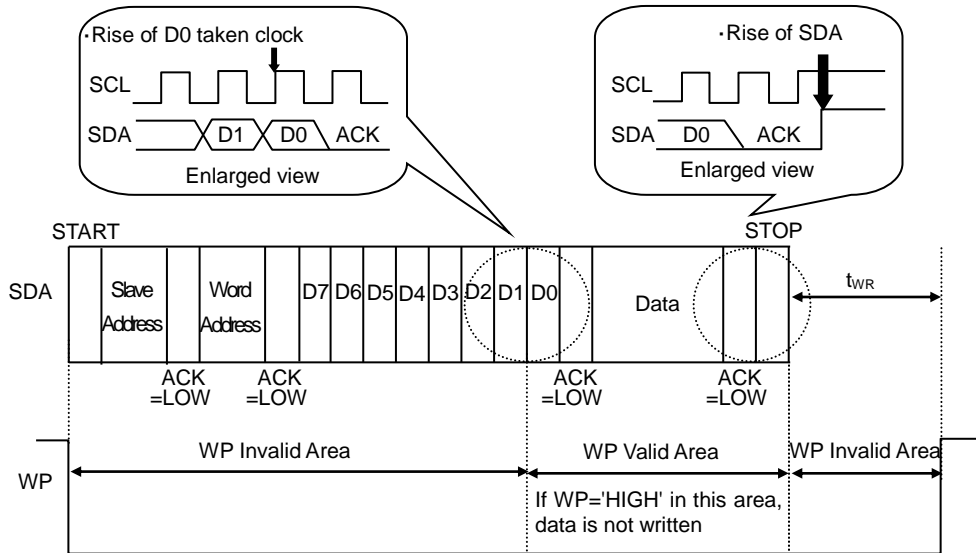 ・Rise of D0 taken clock
SCL
SDA
D1
D0
ACK
Enlarged view
・Rise of SDA
SCL
SDA
D0
ACK
Enlarged view
START
STOP
SDA
Slave
Address
Word
Address
D7
D6
D5
D4
D3
D2
D1
D0
Data
tWR
ACK
=LOW
ACK
=LOW
ACK
=LOW
ACK
=LOW
WP
WP Invalid Area
WP Valid Area
WP Invalid Area
If WP='HIGH' in this area,
data is not written